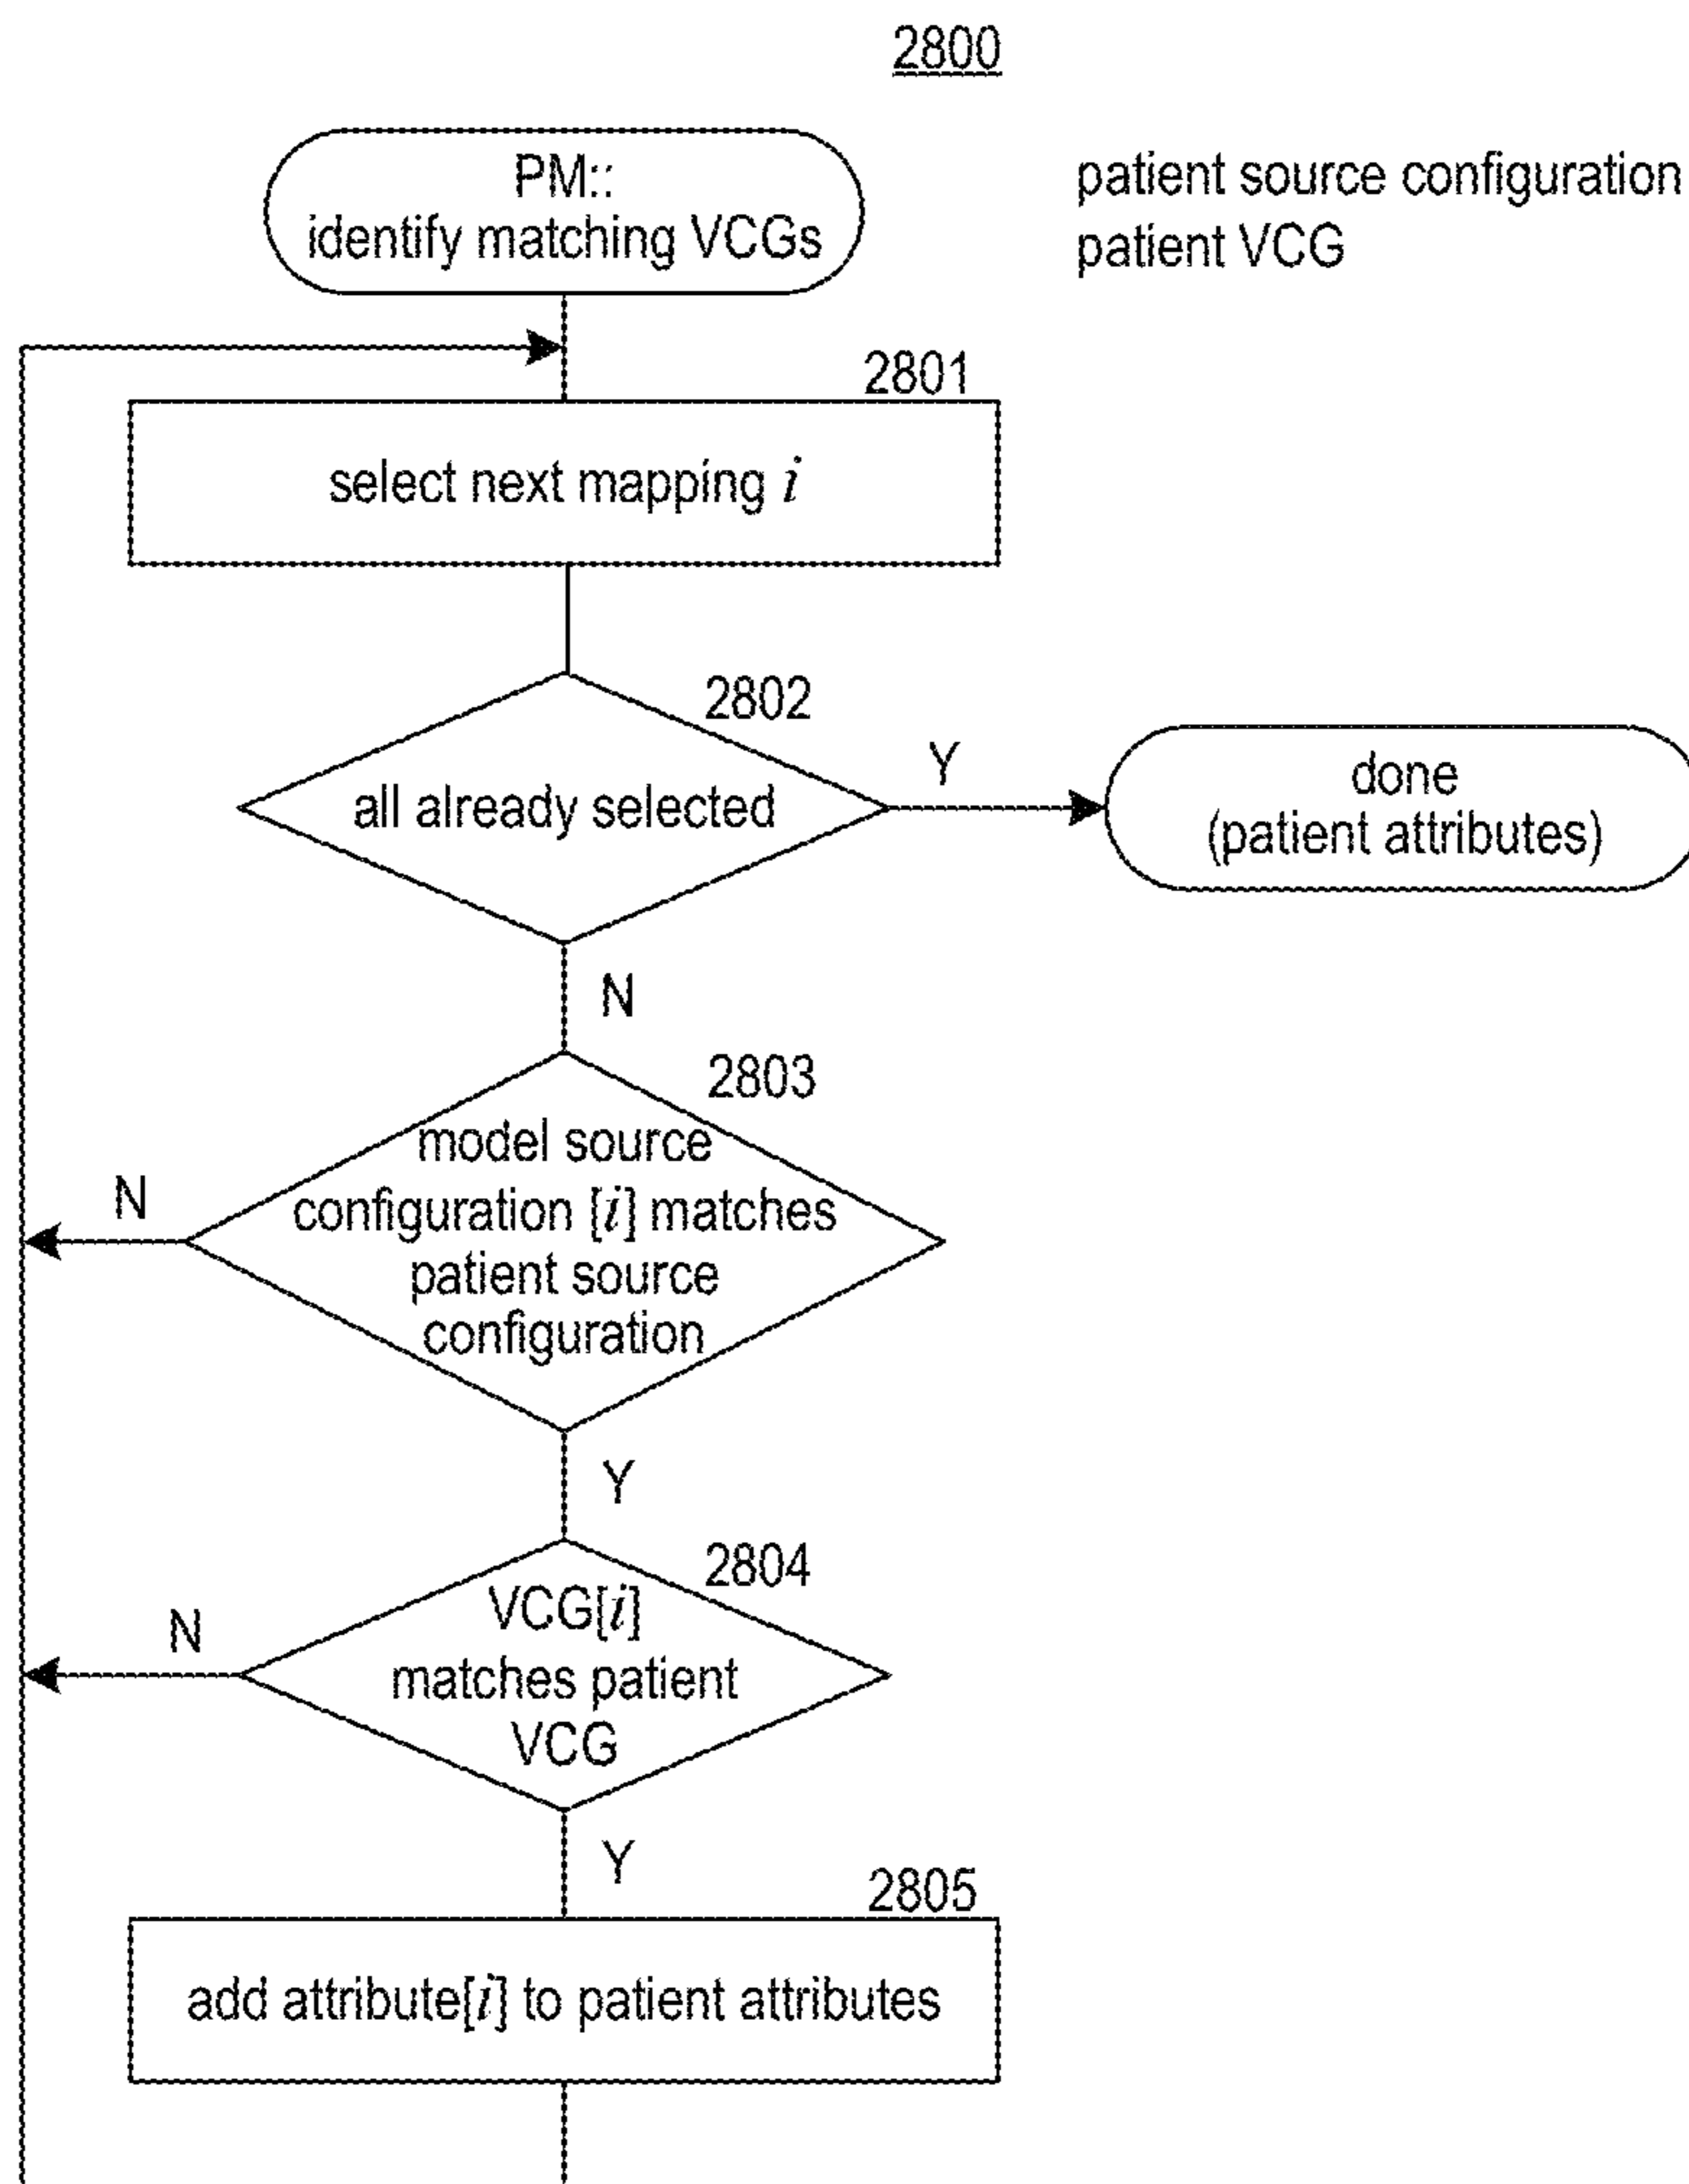 2800
PM::
identify matching VCGs
patient source configuration
patient VCG
2801
select next mapping i
2802
all already selected
Y
done
(patient attributes)
N
2803
model source
configuration [i] matches
patient source
configuration
N
Y
2804
VCG[i]
matches patient
VCG
N
Y
2805
add attribute[i] to patient attributes